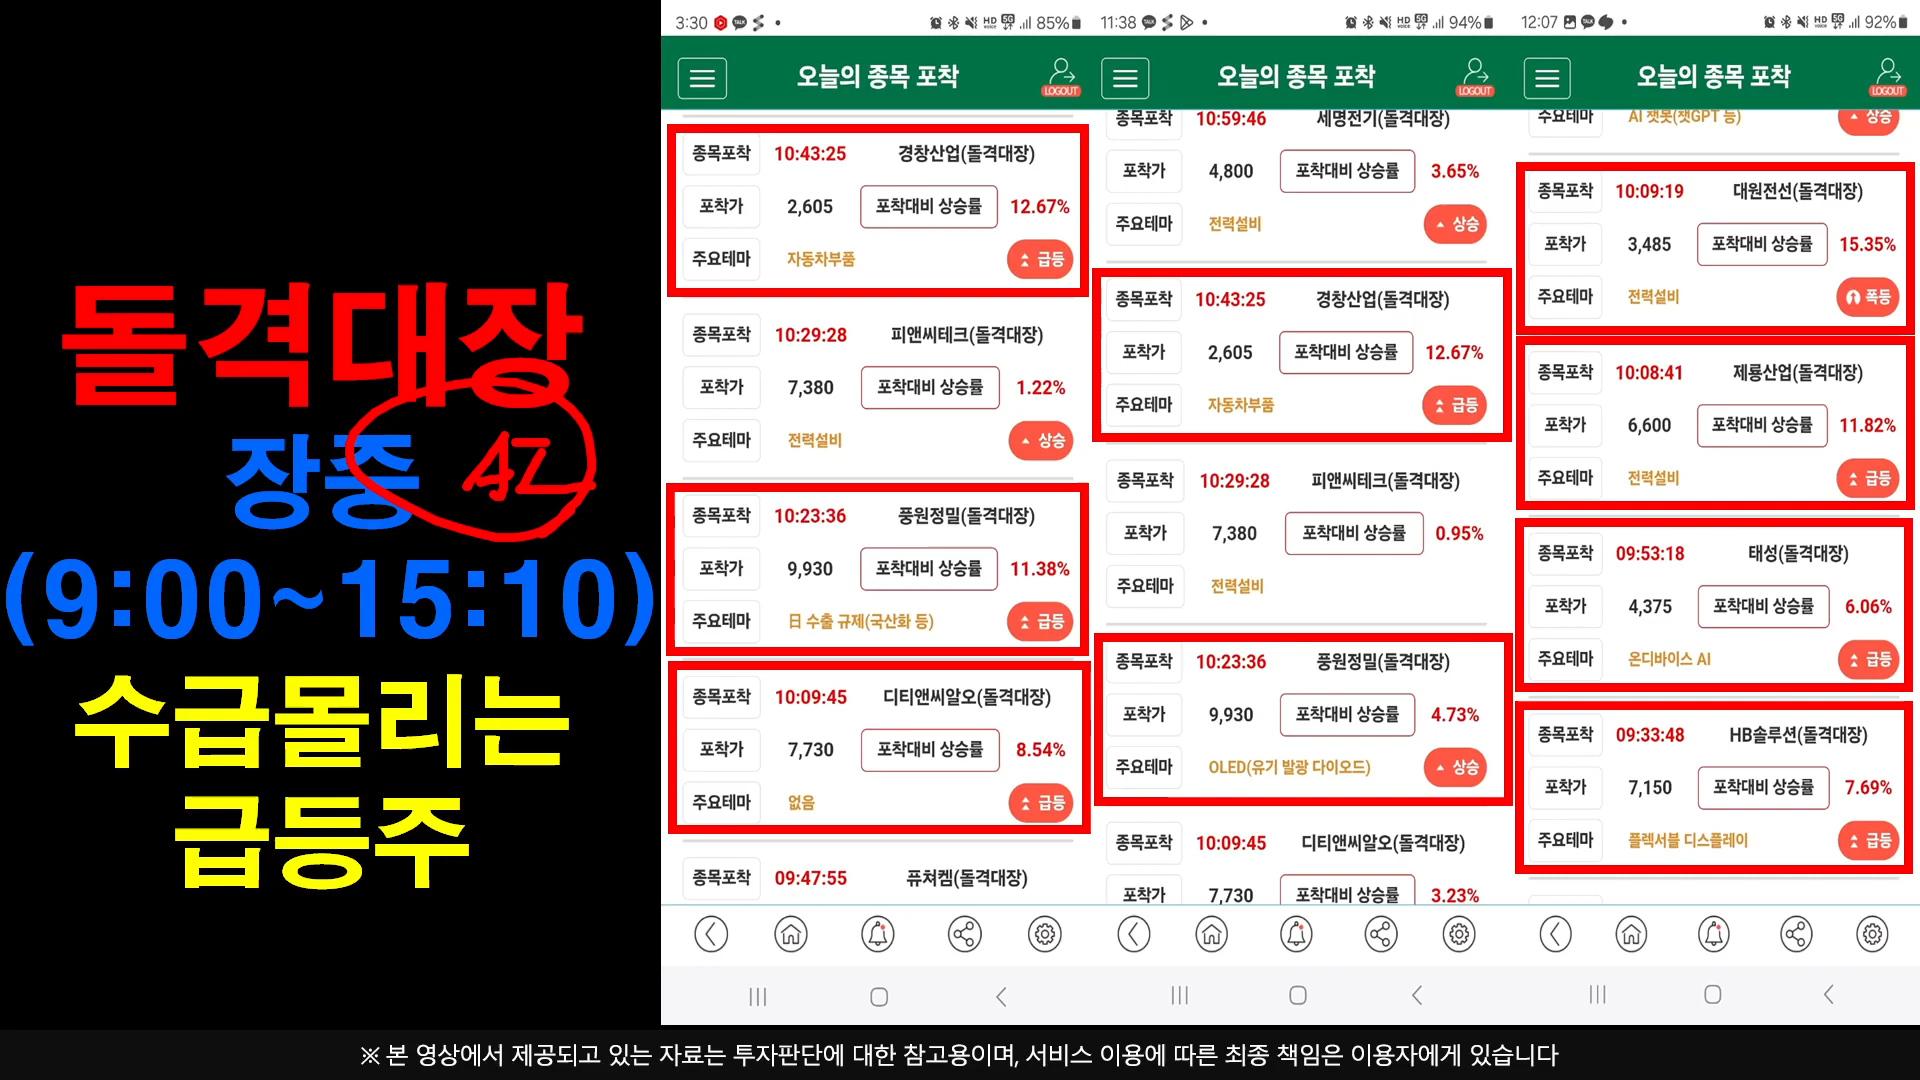 돌격대장
장중 AI
(9:00~15:10)
수급몰리는
급등주
3:30 85%
오늘의 종목 포착
LOGOUT
종목포착 10:43:25 경창산업(돌격대장)
포착가 2,605 포착대비 상승률 12.67%
주요테마 자동차부품 급등
종목포착 10:29:28 피앤씨테크(돌격대장)
포착가 7,380 포착대비 상승률 1.22%
주요테마 전력설비 상승
종목포착 10:23:36 풍원정밀(돌격대장)
포착가 9,930 포착대비 상승률 11.38%
주요테마 日 수출 규제(국산화 등) 급등
종목포착 10:09:45 디티앤씨알오(돌격대장)
포착가 7,730 포착대비 상승률 8.54%
주요테마 없음 급등
종목포착 09:47:55 퓨쳐켐(돌격대장)
11:38 94%
오늘의 종목 포착
LOGOUT
종목포착 10:59:46 세명전기(돌격대장)
포착가 4,800 포착대비 상승률 3.65%
주요테마 전력설비 상승
종목포착 10:43:25 경창산업(돌격대장)
포착가 2,605 포착대비 상승률 12.67%
주요테마 자동차부품 급등
종목포착 10:29:28 피앤씨테크(돌격대장)
포착가 7,380 포착대비 상승률 0.95%
주요테마 전력설비
종목포착 10:23:36 풍원정밀(돌격대장)
포착가 9,930 포착대비 상승률 4.73%
주요테마 OLED(유기 발광 다이오드) 상승
종목포착 10:09:45 디티앤씨알오(돌격대장)
포착가 7,730 포착대비 상승률 3.23%
12:07 92%
오늘의 종목 포착
LOGOUT
주요테마 AI 챗봇(챗GPT 등) 상승
종목포착 10:09:19 대원전선(돌격대장)
포착가 3,485 포착대비 상승률 15.35%
주요테마 전력설비 폭등
종목포착 10:08:41 제룡산업(돌격대장)
포착가 6,600 포착대비 상승률 11.82%
주요테마 전력설비 급등
종목포착 09:53:18 태성(돌격대장)
포착가 4,375 포착대비 상승률 6.06%
주요테마 온디바이스 AI 급등
종목포착 09:33:48 HB솔루션(돌격대장)
포착가 7,150 포착대비 상승률 7.69%
주요테마 플렉서블 디스플레이 급등
※ 본 영상에서 제공되고 있는 자료는 투자판단에 대한 참고용이며, 서비스 이용에 따른 최종 책임은 이용자에게 있습니다